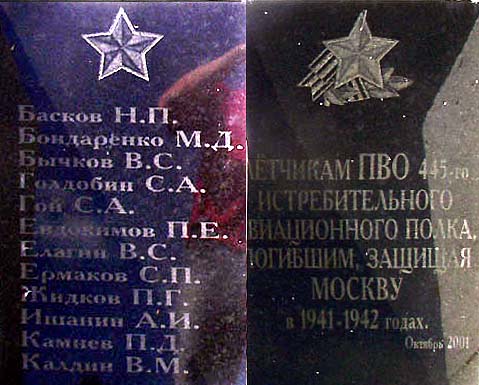 Басков Н.П.
Бондаренко М.Д.
Бычков В.С.
Голдобин С.А.
Гой С.А.
Евдокимов П.Е.
Елагин В.С.
Ермаков С.П.
Жидков П.Г.
Ишанин А.И.
Камнев П.Д.
Калдин В.М.
ЛЁТЧИКАМ ПВО 445-го
ИСТРЕБИТЕЛЬНОГО
АВИАЦИОННОГО ПОЛКА,
ПОГИБШИМ, ЗАЩИЩАЯ
МОСКВУ
в 1941-1942 годах.
Октябрь 2001